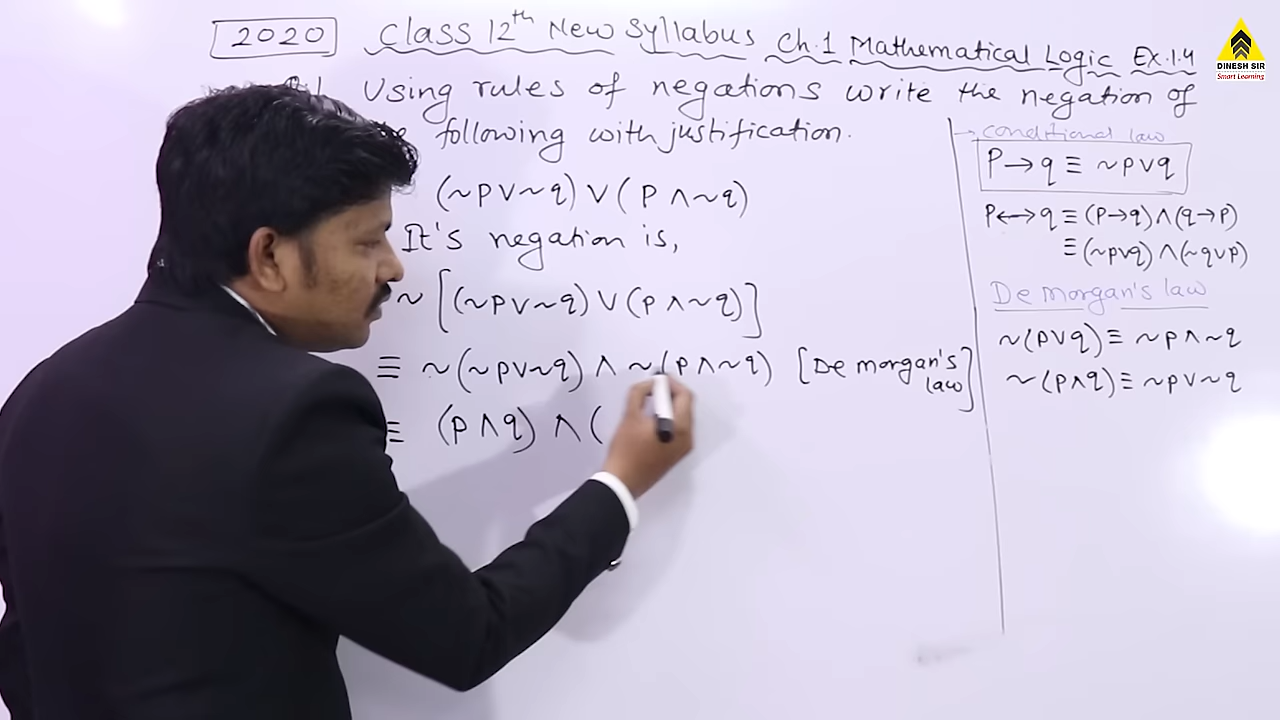 2020 Class 12th New Syllabus Ch.1 Mathematical Logic Ex.1.4
Using rules of negations write the negation of
following with justification.
(~p∨~q)∨(p∧~q)
It's negation is,
~[(~p∨~q)∨(p∧~q)]
≡ ~(~p∨~q)∧~(p∧~q) [De morgan's
law]
≡ (p∧q)∧(
conditional law
P→q≡~p∨q
P↔q≡(P→q)∧(q→P)
≡(~p∨q)∧(~q∨p)
De morgan's law
~(p∨q)≡~p∧~q
~(p∧q)≡~p∨~q
DINESH SIR
Smart Learning